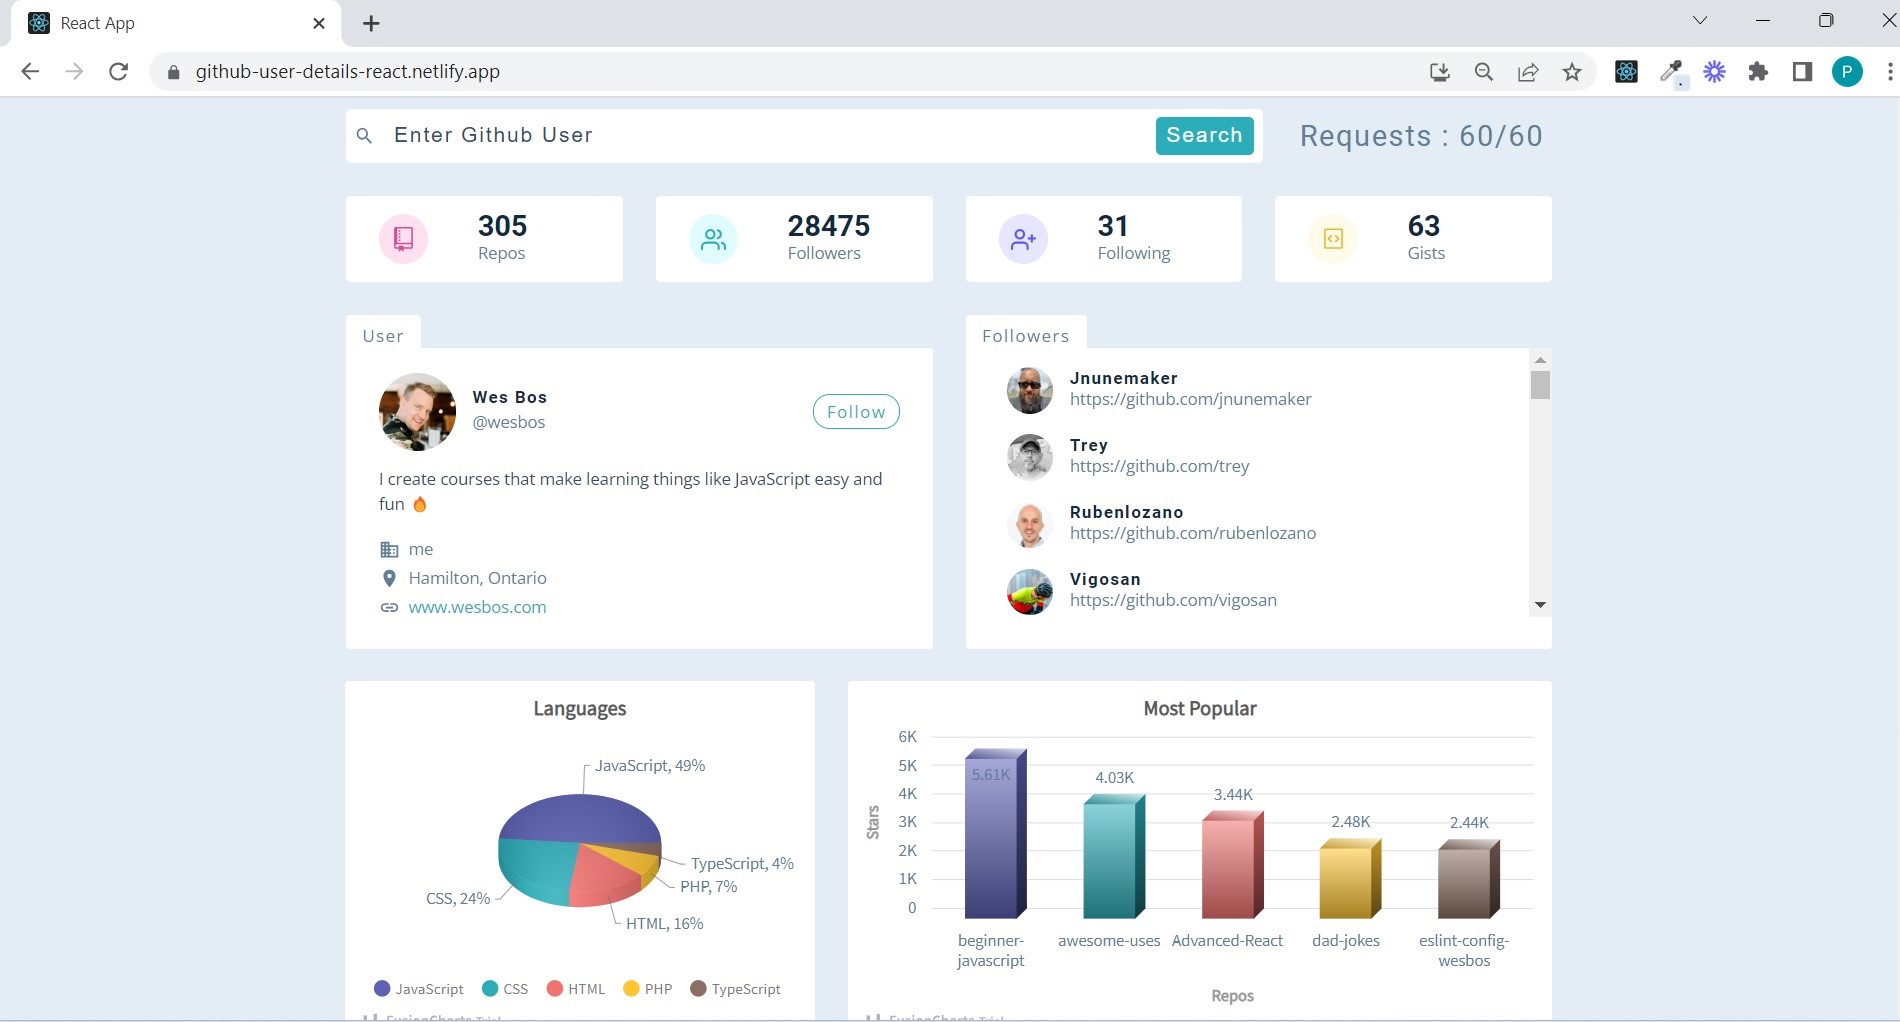 React App
github-user-details-react.netlify.app
P
Enter Github User
Search
Requests : 60/60
305
Repos
28475
Followers
31
Following
63
Gists
User
Wes Bos
@wesbos
Follow
I create courses that make learning things like JavaScript easy and
fun 🔥
me
Hamilton, Ontario
www.wesbos.com
Followers
Jnunemaker
https://github.com/jnunemaker
Trey
https://github.com/trey
Rubenlozano
https://github.com/rubenlozano
Vigosan
https://github.com/vigosan
Languages
JavaScript, 49%
TypeScript, 4%
PHP, 7%
CSS, 24%
HTML, 16%
JavaScript
CSS
HTML
PHP
TypeScript
FusionCharts Trial
Most Popular
6K
5K
4K
3K
2K
1K
0
Stars
5.61K
4.03K
3.44K
2.48K
2.44K
beginner-
javascript
awesome-uses
Advanced-React
dad-jokes
eslint-config-
wesbos
Repos
FusionCharts Trial